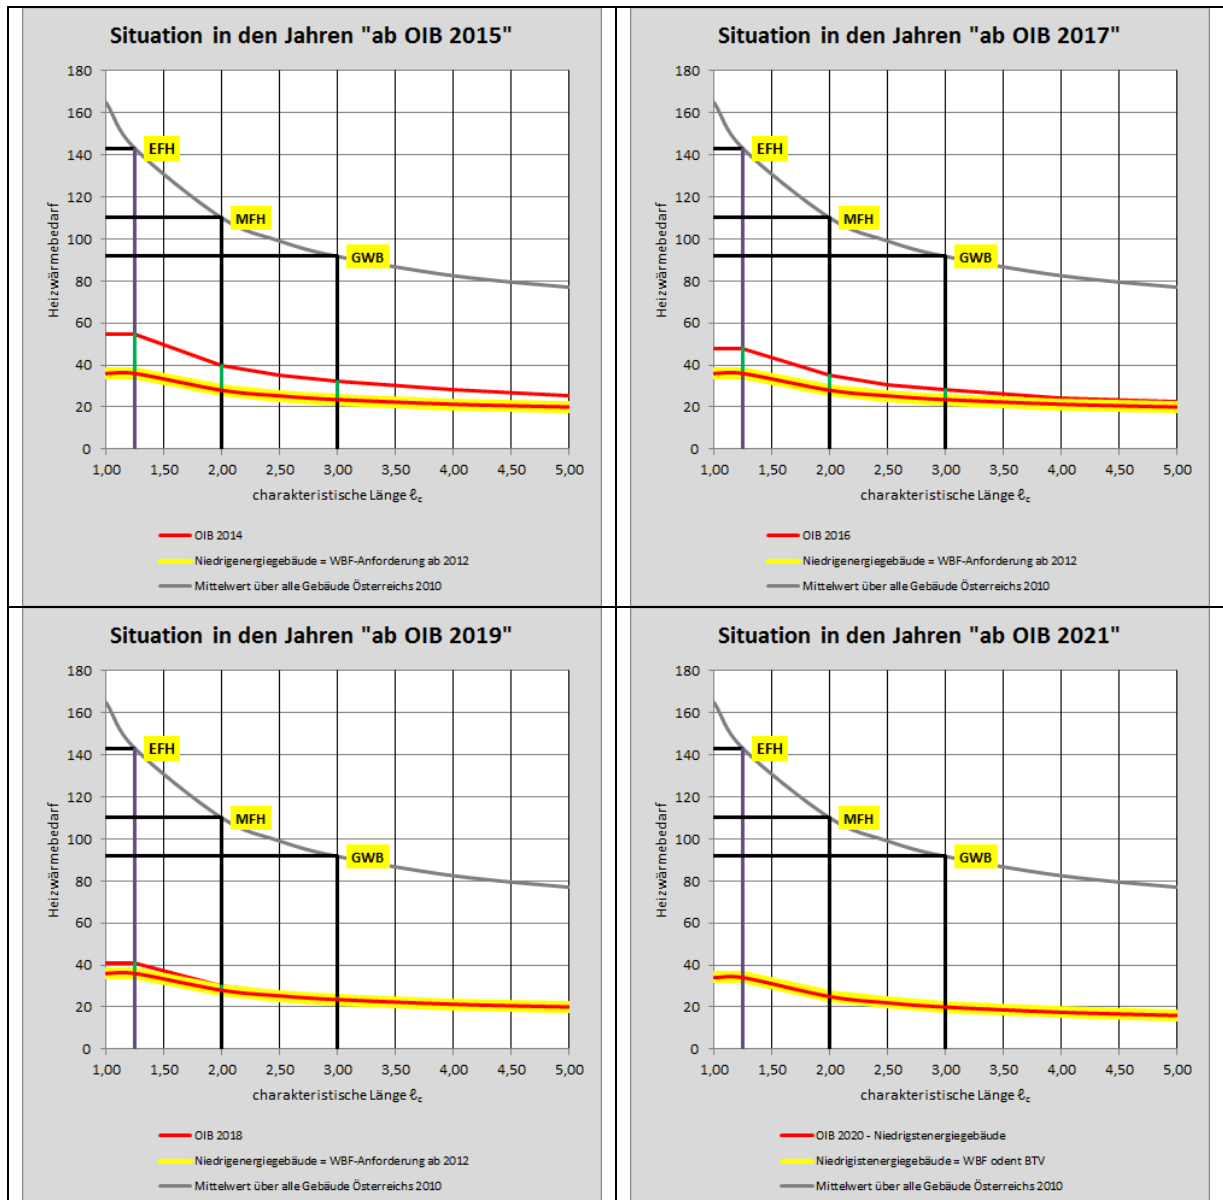 Situation in den Jahren "ab OIB 2015"
180
160
140
120
100
80
60
40
20
0
Heizwärmebedarf
EFH
MFH
GWB
1,00 1,50 2,00 2,50 3,00 3,50 4,00 4,50 5,00
charakteristische Länge ℓc
OIB 2014
Niedrigenergiegebäude = WBF-Anforderung ab 2012
Mittelwert über alle Gebäude Österreichs 2010
Situation in den Jahren "ab OIB 2017"
180
160
140
120
100
80
60
40
20
0
Heizwärmebedarf
EFH
MFH
GWB
1,00 1,50 2,00 2,50 3,00 3,50 4,00 4,50 5,00
charakteristische Länge ℓc
OIB 2016
Niedrigenergiegebäude = WBF-Anforderung ab 2012
Mittelwert über alle Gebäude Österreichs 2010
Situation in den Jahren "ab OIB 2019"
180
160
140
120
100
80
60
40
20
0
Heizwärmebedarf
EFH
MFH
GWB
1,00 1,50 2,00 2,50 3,00 3,50 4,00 4,50 5,00
charakteristische Länge ℓc
OIB 2018
Niedrigenergiegebäude = WBF-Anforderung ab 2012
Mittelwert über alle Gebäude Österreichs 2010
Situation in den Jahren "ab OIB 2021"
180
160
140
120
100
80
60
40
20
0
Heizwärmebedarf
EFH
MFH
GWB
1,00 1,50 2,00 2,50 3,00 3,50 4,00 4,50 5,00
charakteristische Länge ℓc
OIB 2020 - Niedrigstenergiegebäude
Niedrigistenergiegebäude = WBF odent BTV
Mittelwert über alle Gebäude Österreichs 2010